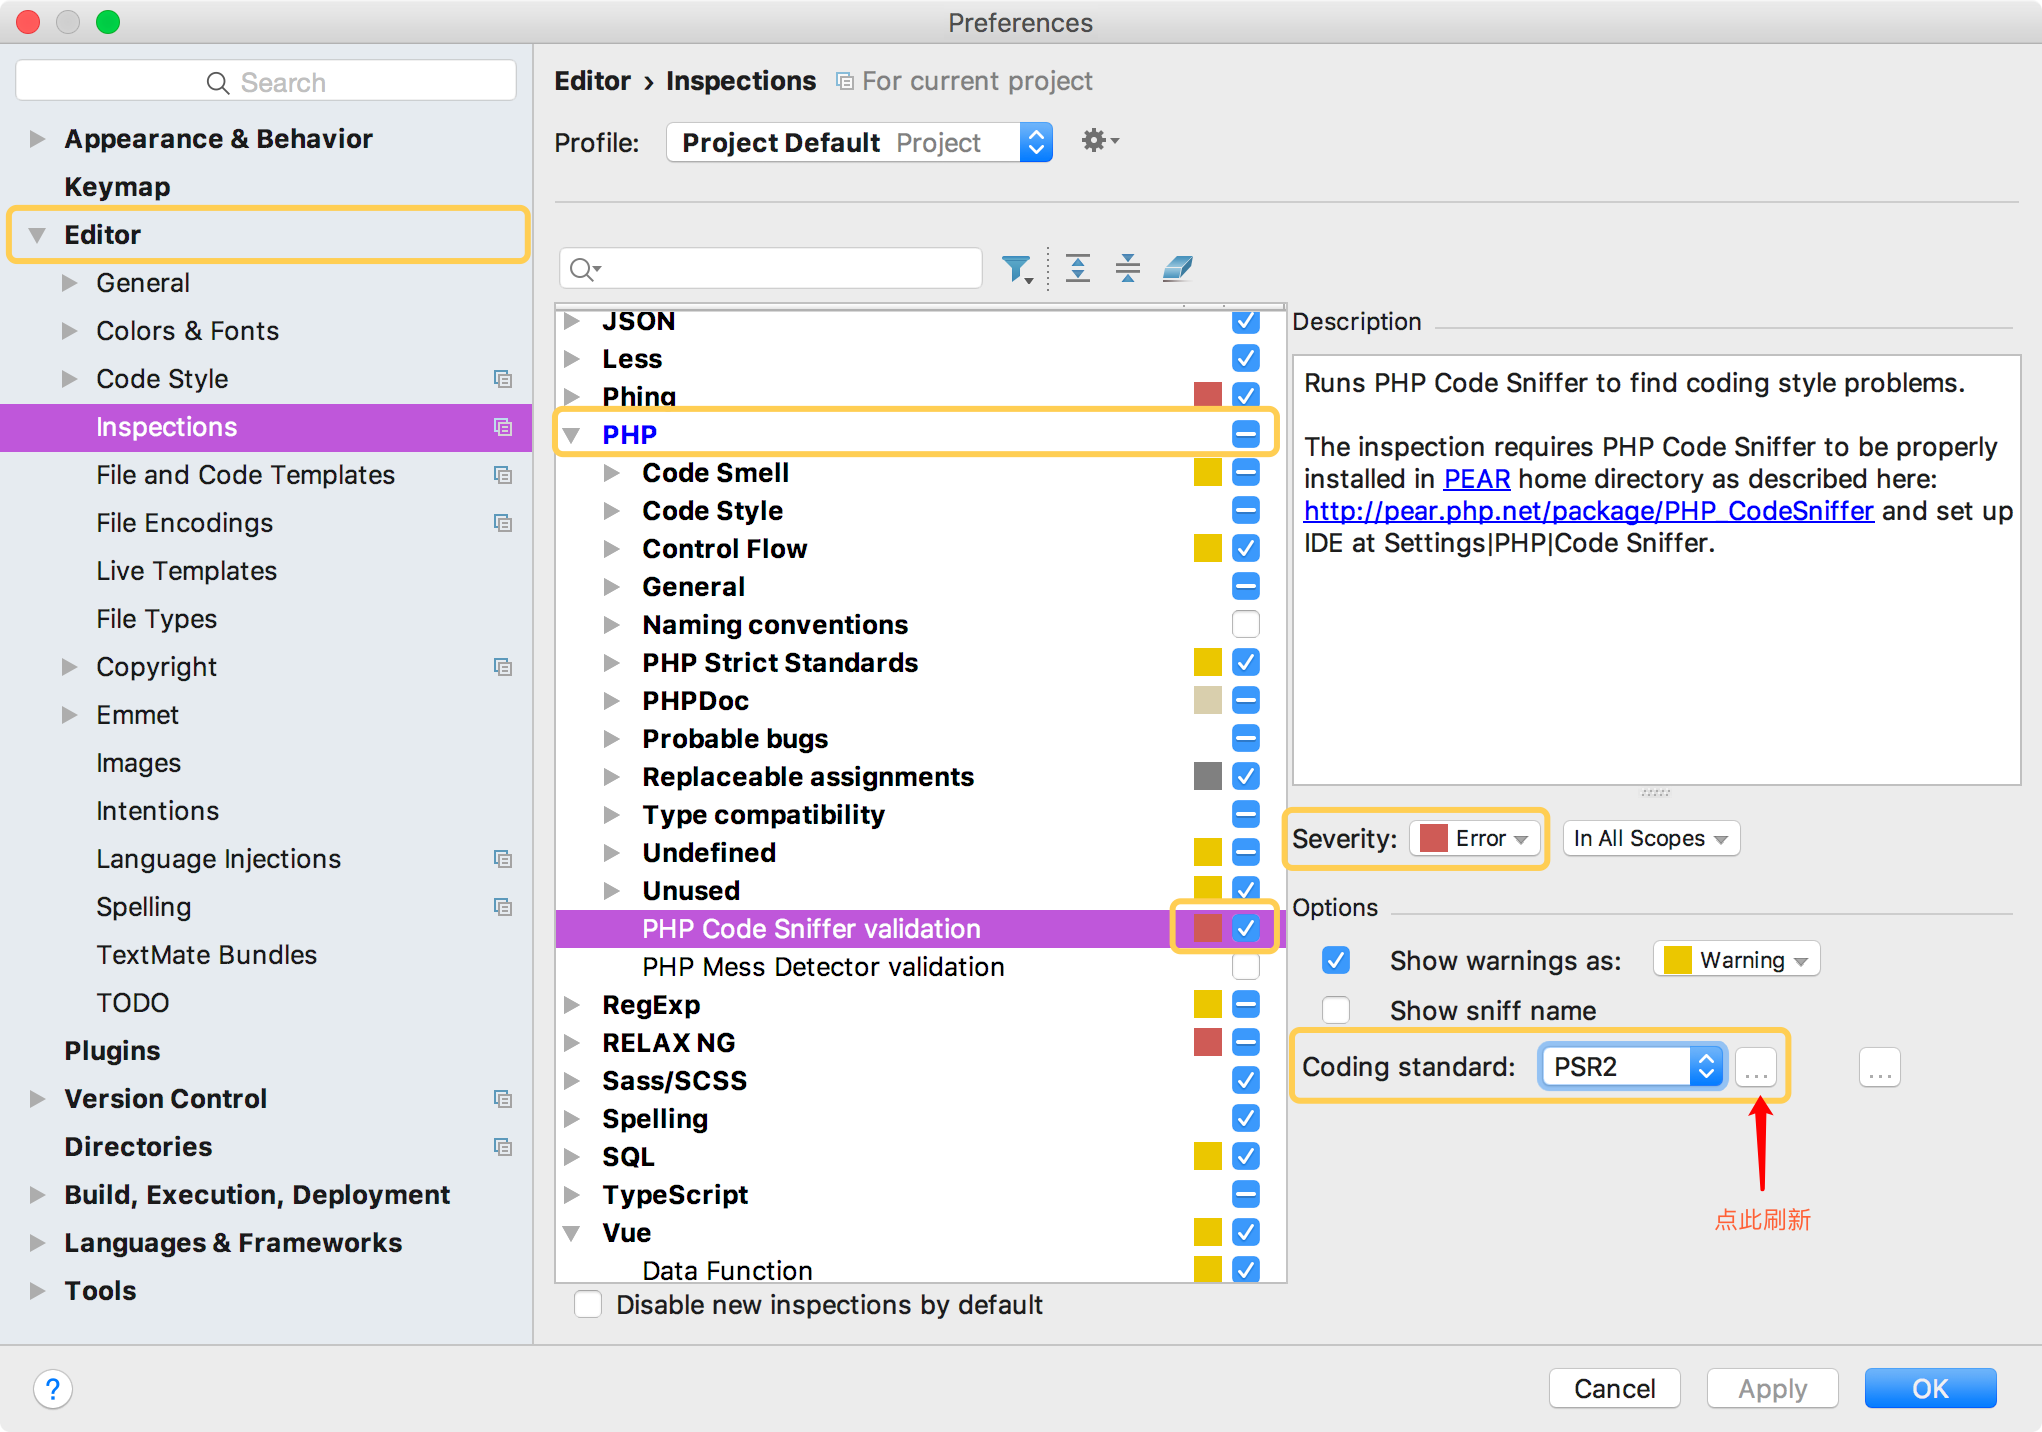 Preferences
Search
Appearance & Behavior
Keymap
Editor
General
Colors & Fonts
Code Style
Inspections
File and Code Templates
File Encodings
Live Templates
File Types
Copyright
Emmet
Images
Intentions
Language Injections
Spelling
TextMate Bundles
TODO
Plugins
Version Control
Directories
Build, Execution, Deployment
Languages & Frameworks
Tools
?
Editor › Inspections For current project
Profile: Project Default Project
JSON
Less
Phing
PHP
Code Smell
Code Style
Control Flow
General
Naming conventions
PHP Strict Standards
PHPDoc
Probable bugs
Replaceable assignments
Type compatibility
Undefined
Unused
PHP Code Sniffer validation
PHP Mess Detector validation
RegExp
RELAX NG
Sass/SCSS
Spelling
SQL
TypeScript
Vue
Data Function
Disable new inspections by default
Description
Runs PHP Code Sniffer to find coding style problems.
The inspection requires PHP Code Sniffer to be properly
installed in PEAR home directory as described here:
http://pear.php.net/package/PHP_CodeSniffer and set up
IDE at Settings|PHP|Code Sniffer.
Severity: Error In All Scopes
Options
Show warnings as: Warning
Show sniff name
Coding standard: PSR2 ... ...
点此刷新
Cancel Apply OK